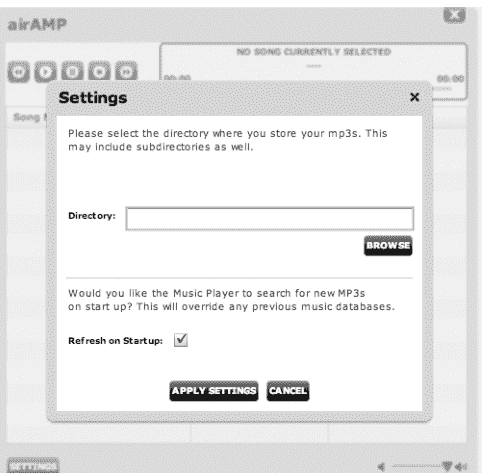 airAMP
NO SONG CURRENTLY SELECTED
00:00
00:00
Song
Settings
Please select the directory where you store your mp3s. This
may include subdirectories as well.
Directory:
BROWSE
Would you like the Music Player to search for new MP3s
on start up? This will override any previous music databases.
Refresh on Startup:
APPLY SETTINGS
CANCEL
SETTINGS